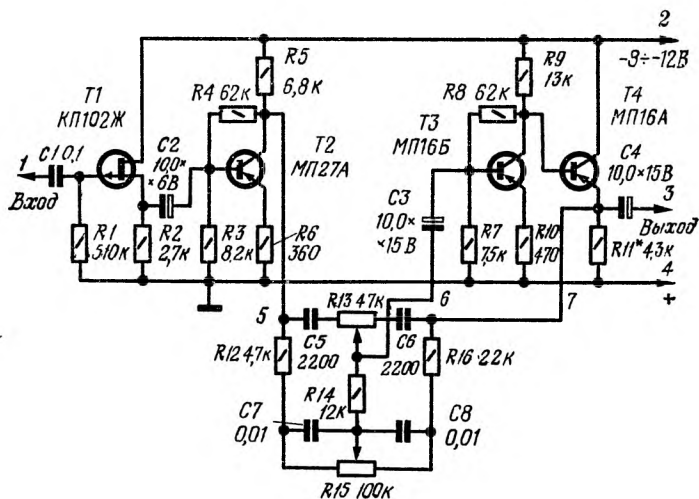 2
R5
6,8к
R9
13к
-9÷-12В
T1
КП102Ж
R4 62к
R8 62к
T4
МП16А
T2
МП27А
T3
МП16Б
1
C1 0,1
C2
10,0×
×6В
C4
10,0×15В
3
Вход
C3
10,0×
×15В
Выход
R1
510к
R2
2,7к
R3
8,2к
R6
360
R7
7,5к
R10
470
R11* 4,3к
4
+
5
R13 47к
6
7
C5
2200
C6
2200
R12 4,7к
R16 22к
R14
12к
C7
0,01
C8
0,01
R15 100к